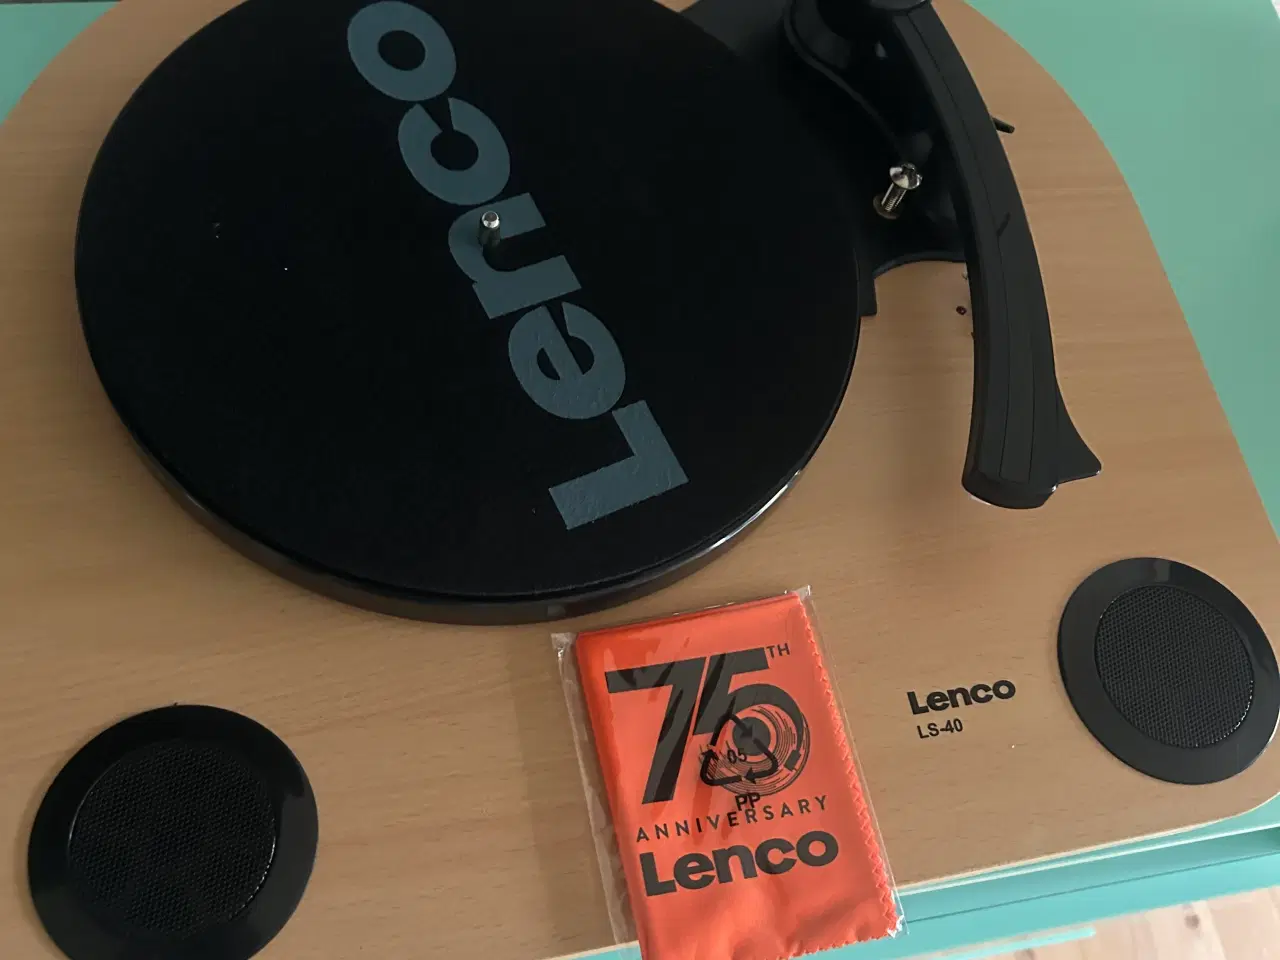 Lenco
75TH
05
PP
ANNIVERSARY
Lenco
Lenco
LS-40